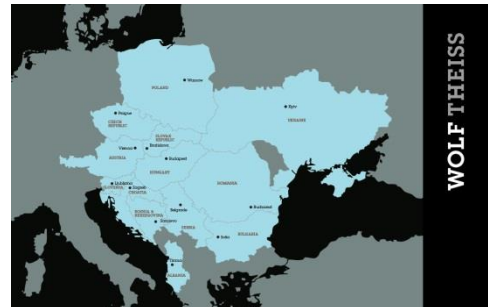 WOLF THEISS
POLAND
Warsaw
Prague
CZECH
REPUBLIC
Kyiv
UKRAINE
SLOVAK
REPUBLIC
Vienna
Bratislava
AUSTRIA
Budapest
HUNGARY
Ljubljana
SLOVENIA
Zagreb
CROATIA
ROMANIA
Bucharest
BOSNIA &
HERZEGOVINA
Belgrade
Sarajevo
SERBIA
Sofia
BULGARIA
Tirana
ALBANIA